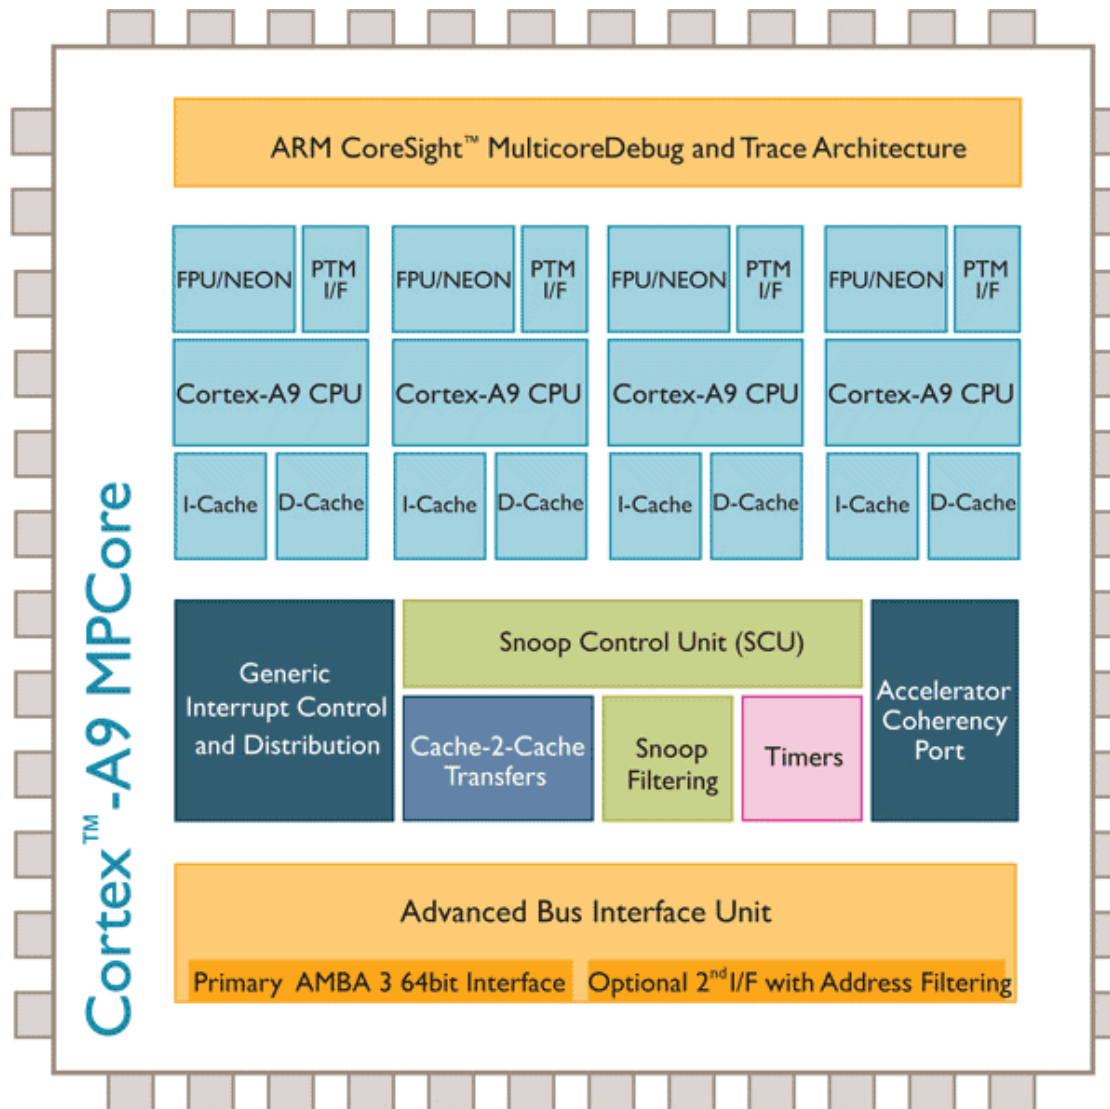 ARM CoreSight™ MulticoreDebug and Trace Architecture
FPU/NEON
PTM
I/F
FPU/NEON
PTM
I/F
FPU/NEON
PTM
I/F
FPU/NEON
PTM
I/F
Cortex-A9 CPU
Cortex-A9 CPU
Cortex-A9 CPU
Cortex-A9 CPU
I-Cache
D-Cache
I-Cache
D-Cache
I-Cache
D-Cache
I-Cache
D-Cache
Generic
Interrupt Control
and Distribution
Snoop Control Unit (SCU)
Cache-2-Cache
Transfers
Snoop
Filtering
Timers
Accelerator
Coherency
Port
Advanced Bus Interface Unit
Primary AMBA 3 64bit Interface
Optional 2nd I/F with Address Filtering
Cortex™-A9 MPCore